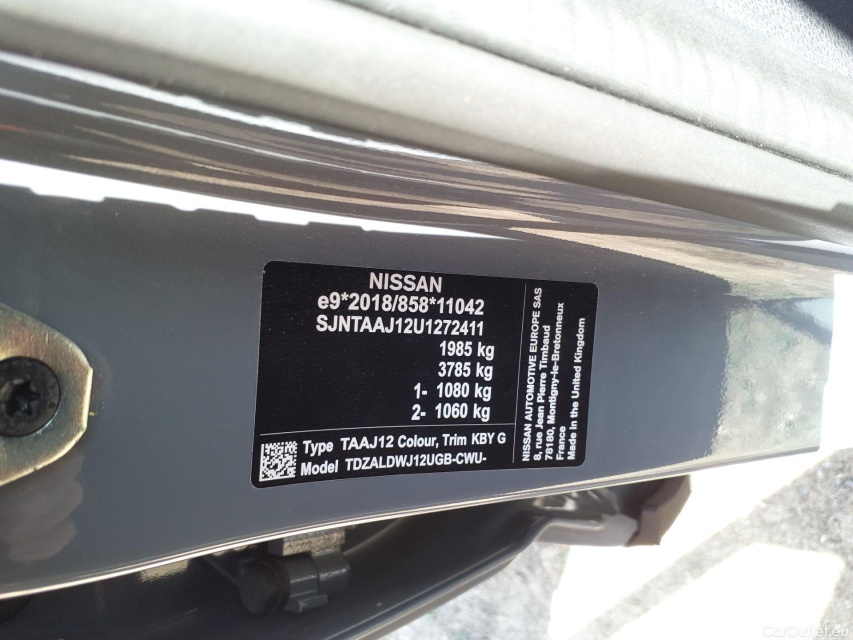 NISSAN
e9*2018/858*11042
SJNTAAJ12U1272411
1985 kg
3785 kg
1- 1080 kg
2- 1060 kg
Type TAAJ12 Colour, Trim KBY G
Model TDZALDWJ12UGB-CWU-
NISSAN AUTOMOTIVE EUROPE SAS
8, rue Jean Pierre Timbaud
78180, Montigny-le-Bretonneux
France
Made in the United Kingdom
CarOutlet.eu